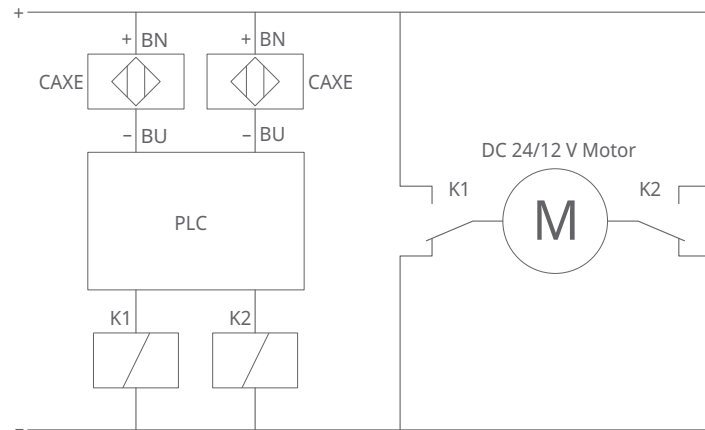 +
+ BN
+ BN
CAXE
CAXE
– BU
– BU
DC 24/12 V Motor
K1
K2
M
PLC
K1
K2
–